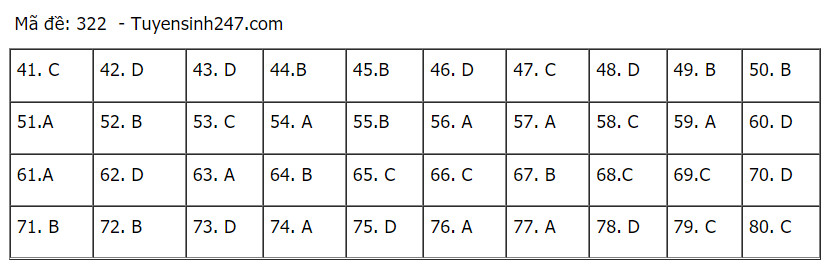 Mã đề: 322 - Tuyensinh247.com
41. C 42. D 43. D 44.B 45.B 46. D 47. C 48. D 49. B 50. B
51.A 52. B 53. C 54. A 55.B 56. A 57. A 58. C 59. A 60. D
61.A 62. D 63. A 64. B 65. C 66. C 67. B 68.C 69.C 70. D
71. B 72. B 73. D 74. A 75. D 76. A 77. A 78. D 79. C 80. C